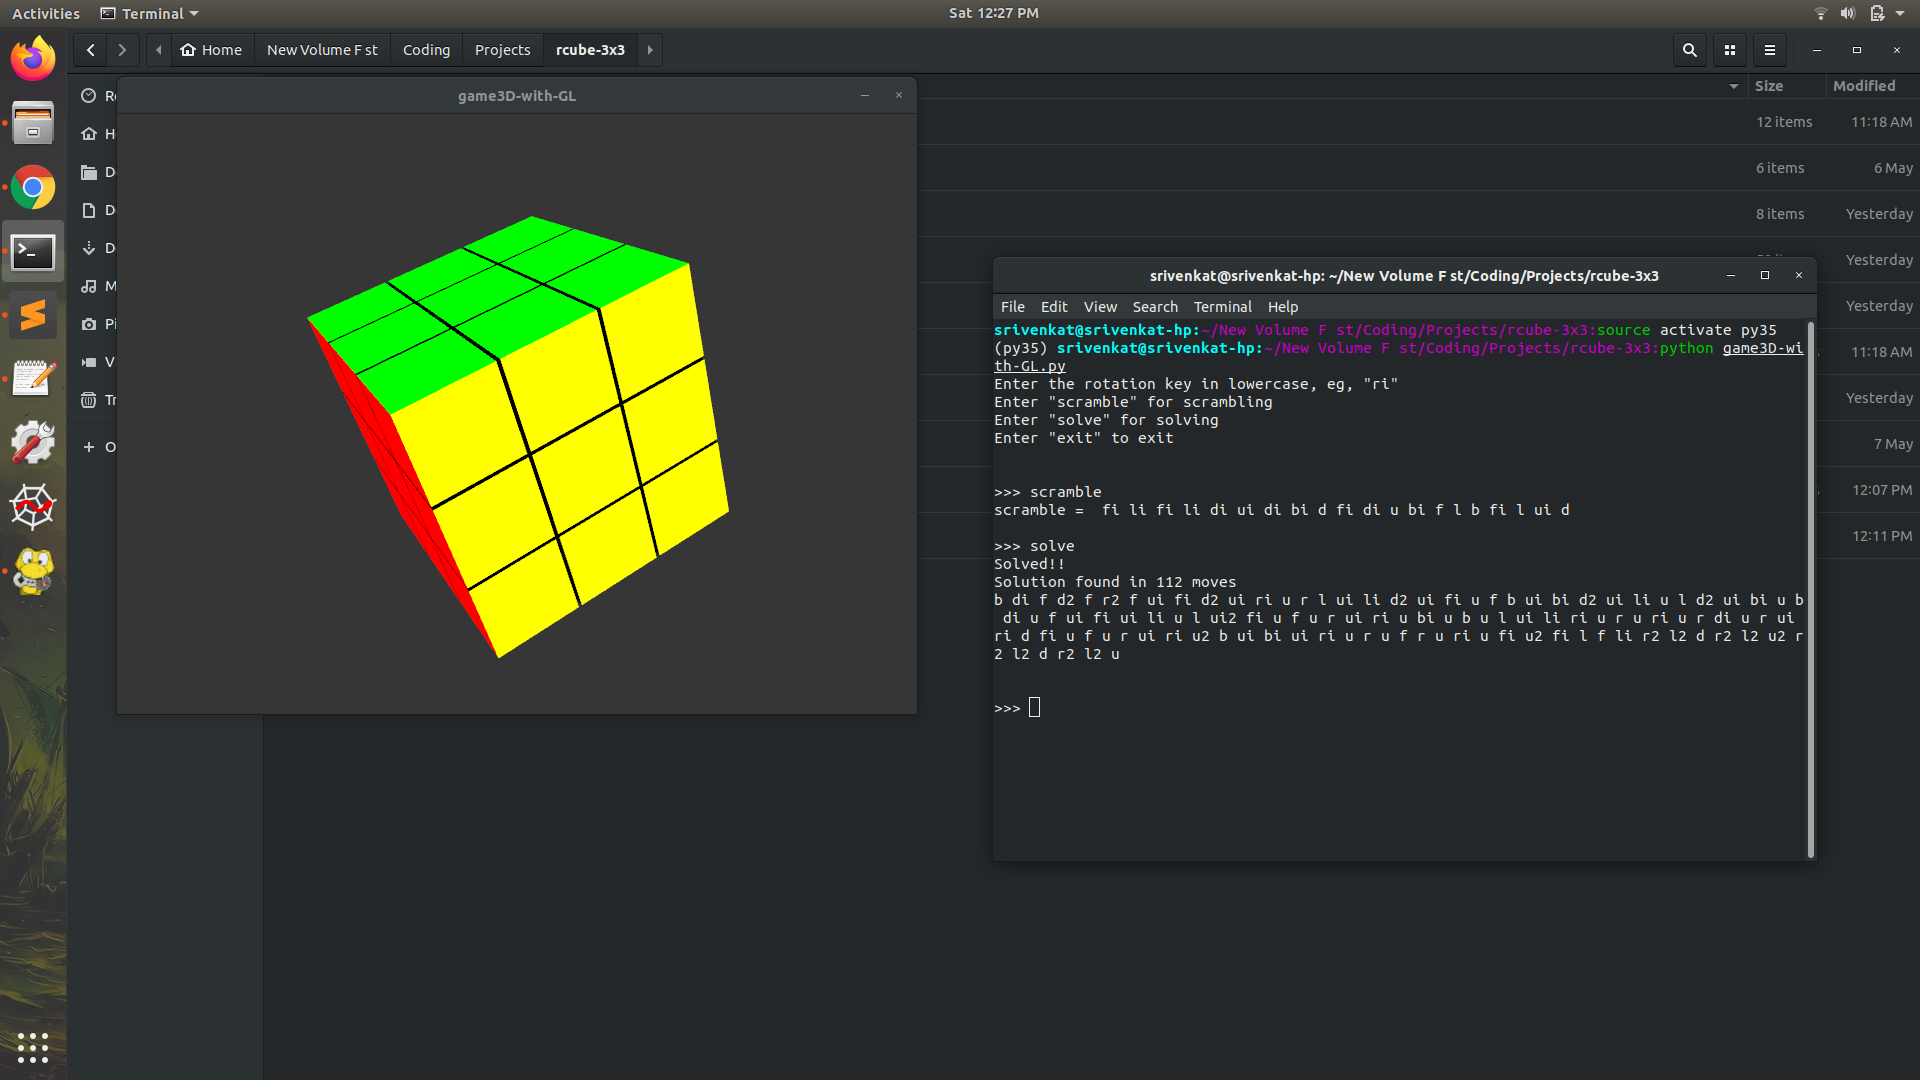 Activities Terminal Sat 12:27 PM
Home New Volume F st Coding Projects rcube-3x3
Size Modified
game3D-with-GL
12 items 11:18 AM
6 items 6 May
8 items Yesterday
Yesterday
Yesterday
11:18 AM
Yesterday
7 May
12:07 PM
12:11 PM
srivenkat@srivenkat-hp: ~/New Volume F st/Coding/Projects/rcube-3x3
File Edit View Search Terminal Help
srivenkat@srivenkat-hp:~/New Volume F st/Coding/Projects/rcube-3x3:source activate py35
(py35) srivenkat@srivenkat-hp:~/New Volume F st/Coding/Projects/rcube-3x3:python game3D-wi
th-GL.py
Enter the rotation key in lowercase, eg, "ri"
Enter "scramble" for scrambling
Enter "solve" for solving
Enter "exit" to exit
>>> scramble
scramble =  fi li fi li di ui di bi d fi di u bi f l b fi l ui d
>>> solve
Solved!!
Solution found in 112 moves
b di f d2 f r2 f ui fi d2 ui ri u r l ui li d2 ui fi u f b ui bi d2 ui li u l d2 ui bi u b
di u f ui fi ui li u l ui2 fi u f u r ui ri u bi u b u l ui li ri u r u ri u r di u r ui
ri d fi u f u r ui ri u2 b ui bi ui ri u r u f r u ri u fi u2 fi l f li r2 l2 d r2 l2 u2 r
2 l2 d r2 l2 u
>>>